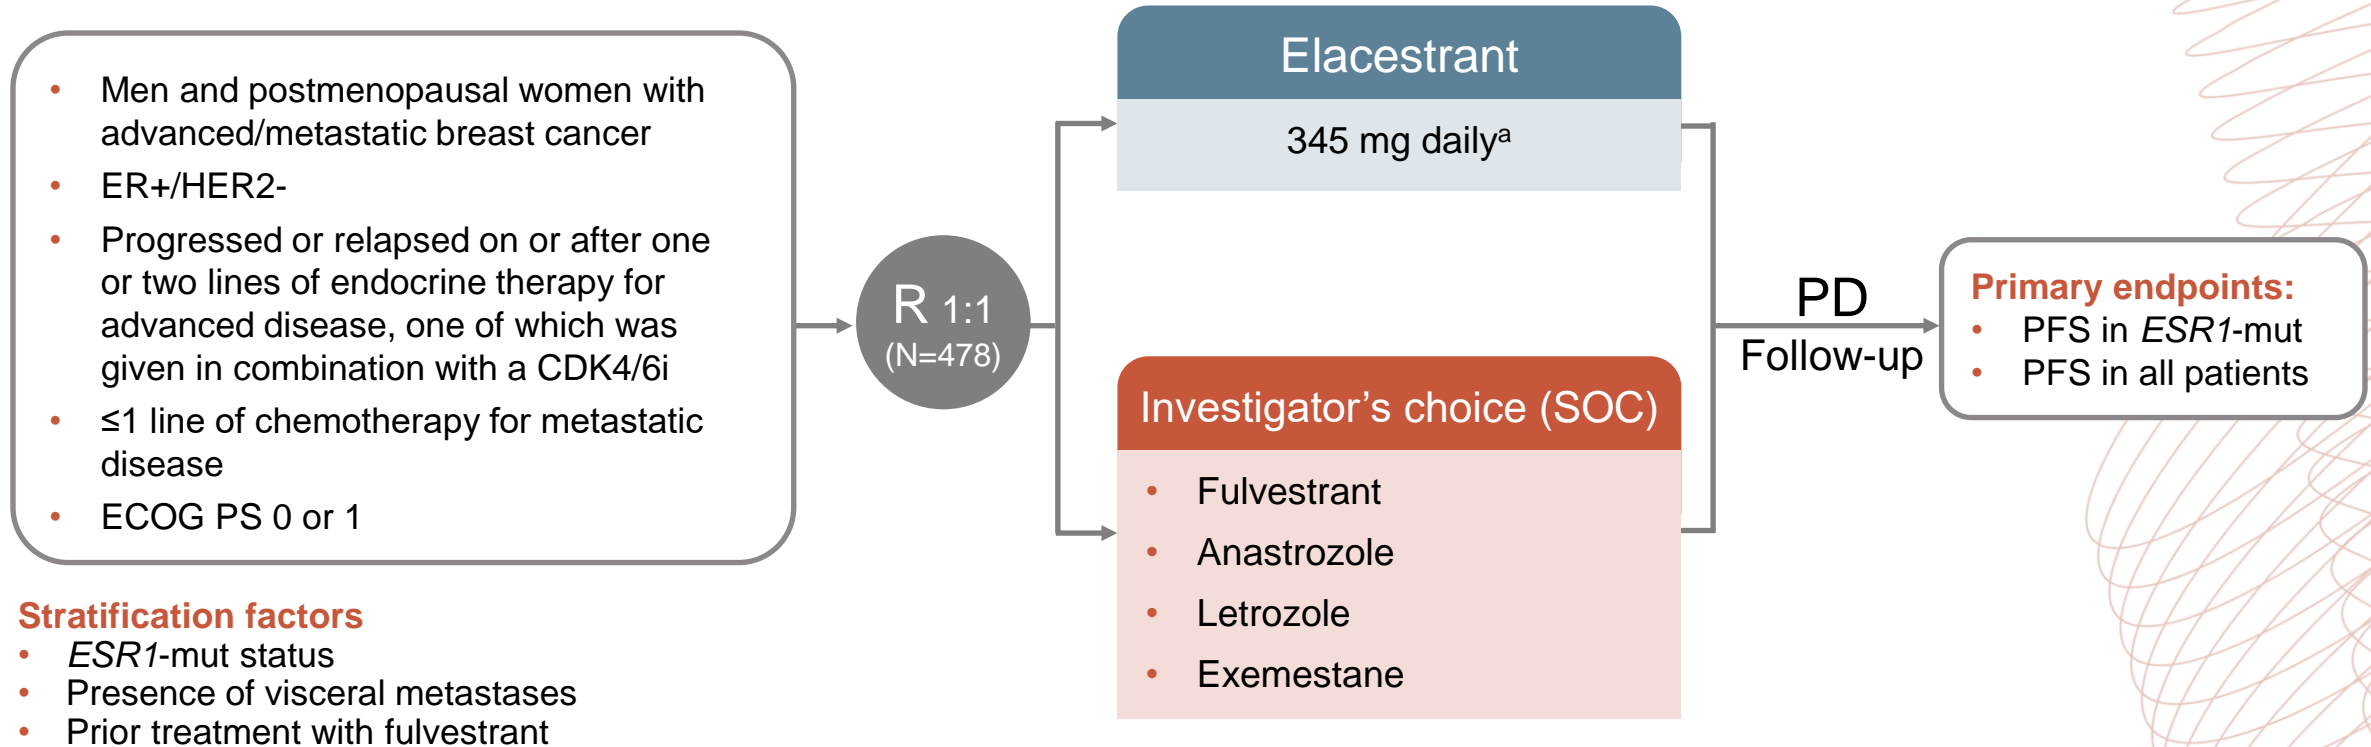 • Men and postmenopausal women with
advanced/metastatic breast cancer
• ER+/HER2-
• Progressed or relapsed on or after one
or two lines of endocrine therapy for
advanced disease, one of which was
given in combination with a CDK4/6i
• ≤1 line of chemotherapy for metastatic
disease
• ECOG PS 0 or 1
Stratification factors
• ESR1-mut status
• Presence of visceral metastases
• Prior treatment with fulvestrant
R 1:1
(N=478)
Elacestrant
345 mg dailyᵃ
Investigator’s choice (SOC)
• Fulvestrant
• Anastrozole
• Letrozole
• Exemestane
PD
Follow-up
Primary endpoints:
• PFS in ESR1-mut
• PFS in all patients